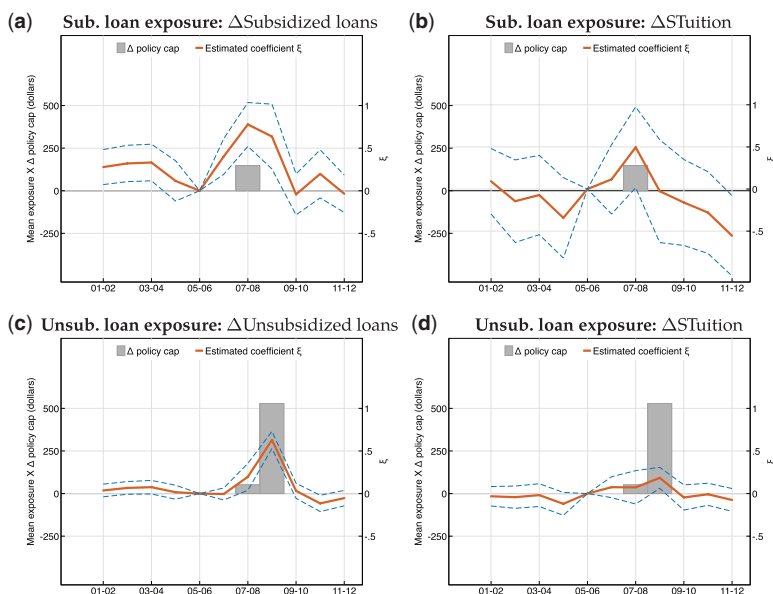 (a) Sub. loan exposure: ΔSubsidized loans
Δ policy cap Estimated coefficient ξ
Mean exposure X Δ policy cap (dollars)
500
250
0
-250
1
.5
0
-.5
ξ
01-02 03-04 05-06 07-08 09-10 11-12
(b) Sub. loan exposure: ΔSTuition
Δ policy cap Estimated coefficient ξ
Mean exposure X Δ policy cap (dollars)
500
250
0
-250
1
.5
0
-.5
ξ
01-02 03-04 05-06 07-08 09-10 11-12
(c) Unsub. loan exposure: ΔUnsubsidized loans
Δ policy cap Estimated coefficient ξ
Mean exposure X Δ policy cap (dollars)
500
250
0
-250
1
.5
0
-.5
ξ
01-02 03-04 05-06 07-08 09-10 11-12
(d) Unsub. loan exposure: ΔSTuition
Δ policy cap Estimated coefficient ξ
Mean exposure X Δ policy cap (dollars)
500
250
0
-250
1
.5
0
-.5
ξ
01-02 03-04 05-06 07-08 09-10 11-12